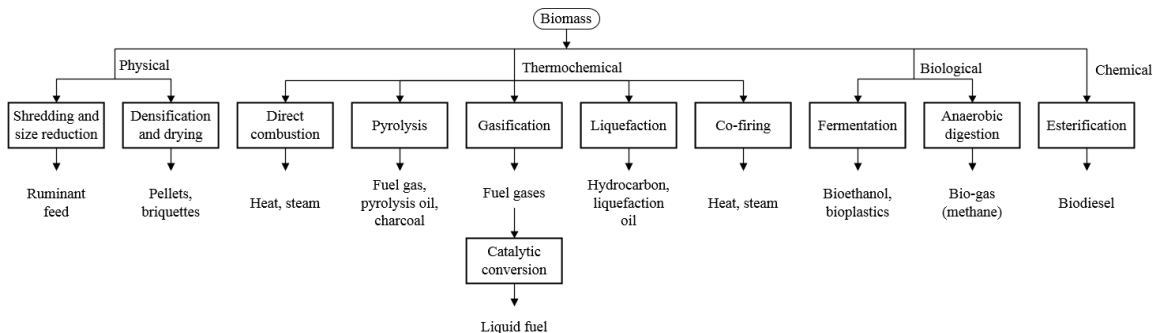 Biomass
Physical
Thermochemical
Biological
Chemical
Shredding and
size reduction
Densification
and drying
Direct
combustion
Pyrolysis
Gasification
Liquefaction
Co-firing
Fermentation
Anaerobic
digestion
Esterification
Ruminant
feed
Pellets,
briquettes
Heat, steam
Fuel gas,
pyrolysis oil,
charcoal
Fuel gases
Hydrocarbon,
liquefaction
oil
Heat, steam
Bioethanol,
bioplastics
Bio-gas
(methane)
Biodiesel
Catalytic
conversion
Liquid fuel